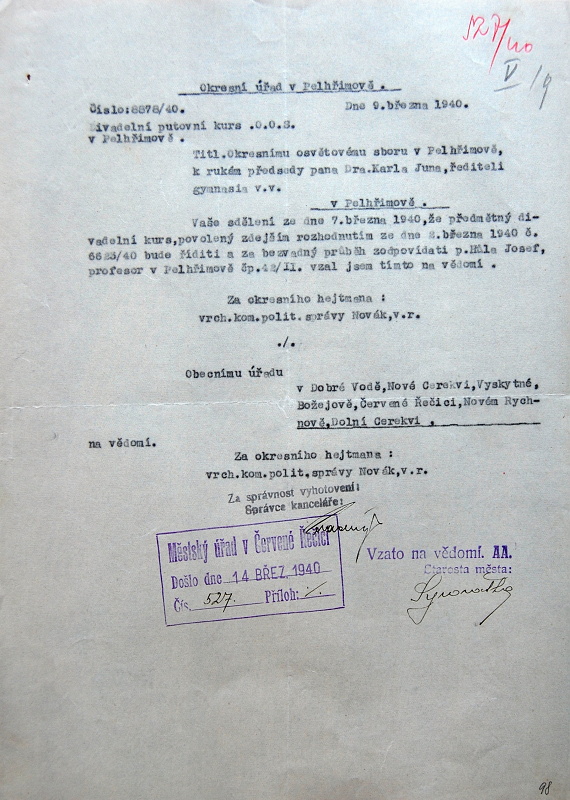 527/40
V/9
Okresní úřad v Pelhřimově.
Číslo:8878/40. Dne 9.března 1940.
Divadelní putovní kurs .O.O.S.
v Pelhřimově .
Titl.Okresnímu osvětovému sboru v Pelhřimově,
k rukám předsedy pana Dra.Karla Juna,řediteli
gymnasia v.v.
v Pelhřimově .
Vaše sdělení ze dne 7.března 1940,že předmětný di-
vadelní kurs,povolený zdejším rozhodnutím ze dne 2.března 1940 č.
6623/40 bude říditi a za bezvadný průběh zodpovídati p.Hůla Josef,
profesor v Pelhřimově čp.42/II. vzal jsem tímto na vědomí .
Za okresního hejtmana :
vrch.kom.polit.správy Novák,v.r.
./.
Obecnímu úřadu
v Dobré Vodě,Nové Cerekvi,Vyskytné,
Božejově,Červené Řečici,Novém Rych-
nově,Dolní Cerekvi .
na vědomí.
Za okresního hejtmana :
vrch.kom.polit.správy Novák,v.r.
Za správnost vyhotovení:
Správce kanceláře:
Městský úřad v Červené Řečici
Došlo dne 14 BŘEZ. 1940
Čís. 527. Příloh: ·/.
Vzato na vědomí. AA.
Starosta města:
Syrovátka
98